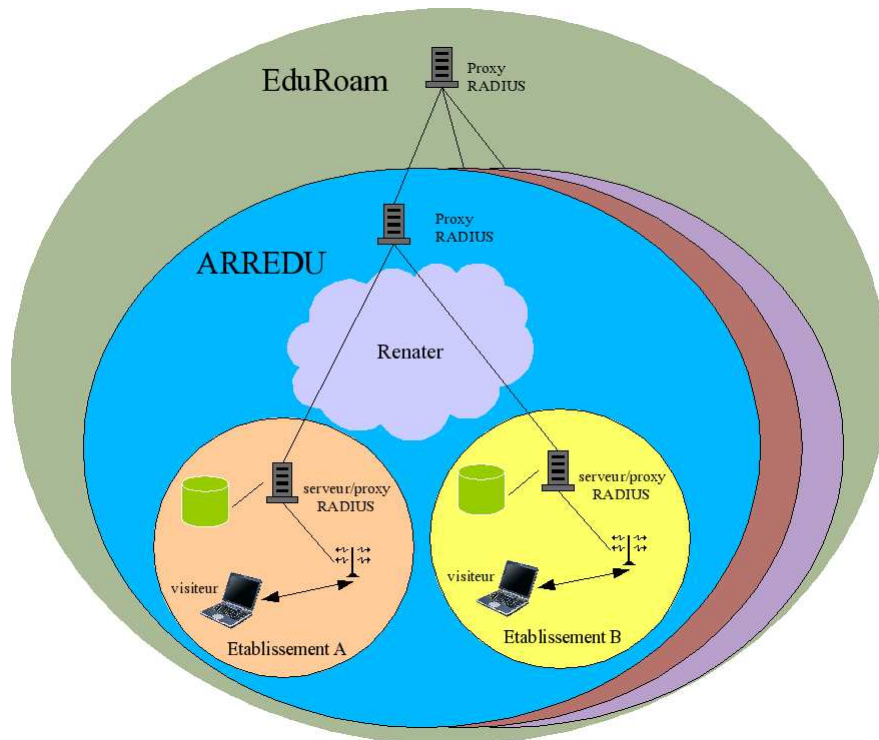 EduRoam
Proxy
RADIUS
Proxy
RADIUS
ARREDU
Renater
serveur/proxy
RADIUS
visiteur
Etablissement A
serveur/proxy
RADIUS
visiteur
Etablissement B